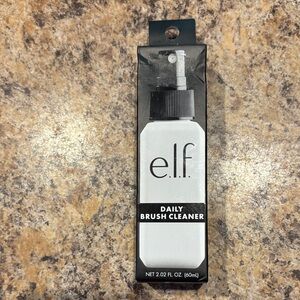 e.l.f.
DAILY
BRUSH CLEANER
NET 2.02 FL. OZ. (60mL)